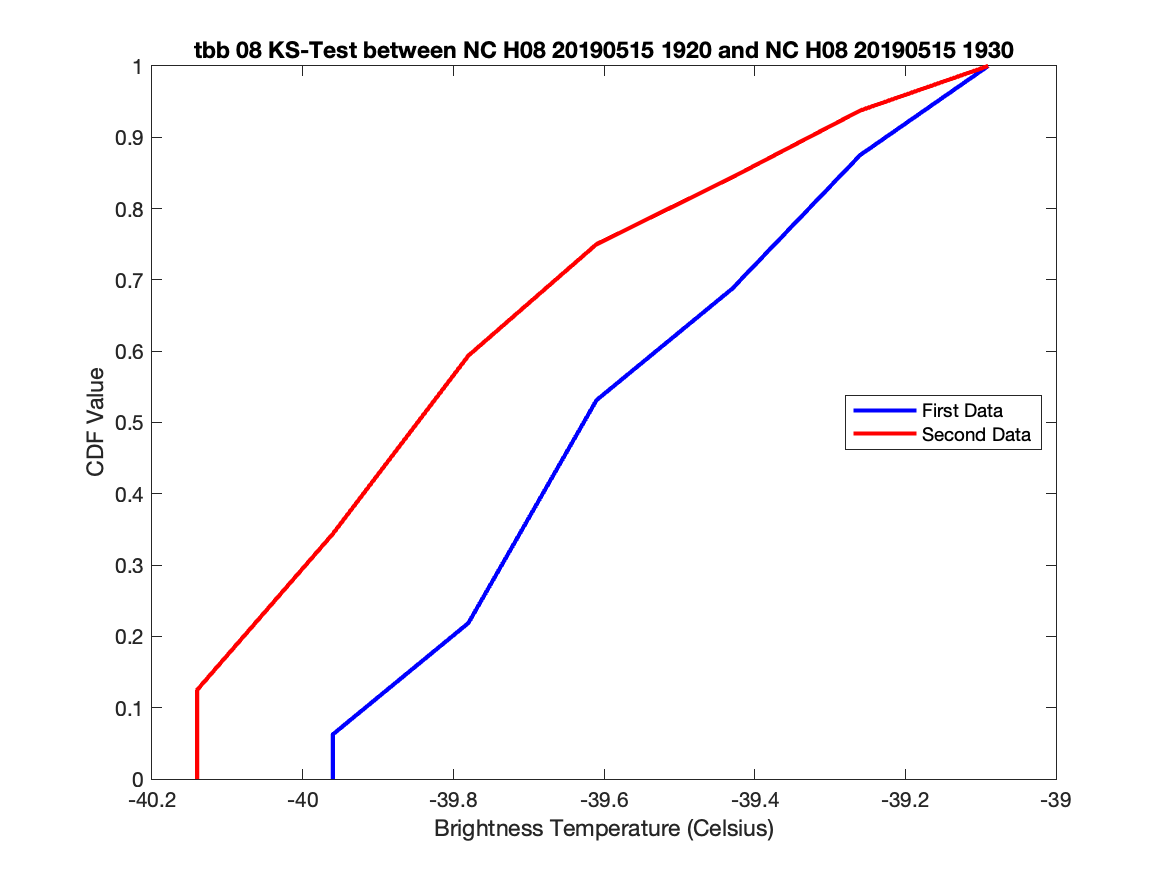 tbb 08 KS-Test between NC H08 20190515 1920 and NC H08 20190515 1930
1
0.9
0.8
0.7
0.6
0.5
0.4
0.3
0.2
0.1
0
CDF Value
First Data
Second Data
-40.2 -40 -39.8 -39.6 -39.4 -39.2 -39
Brightness Temperature (Celsius)